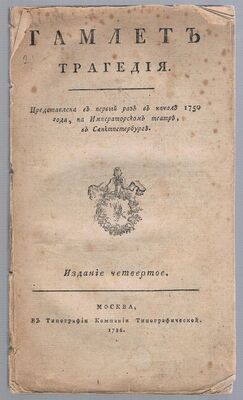 ГАМЛЕТЪ
ТРАГЕДІЯ.
Представлена въ первый разъ въ началѣ 1750
года, на Императорскомъ театрѣ,
въ Санктпетербургѣ.
Изданіе четвертое.
МОСКВА,
Въ Типографіи Компаніи Типографической.
1786.